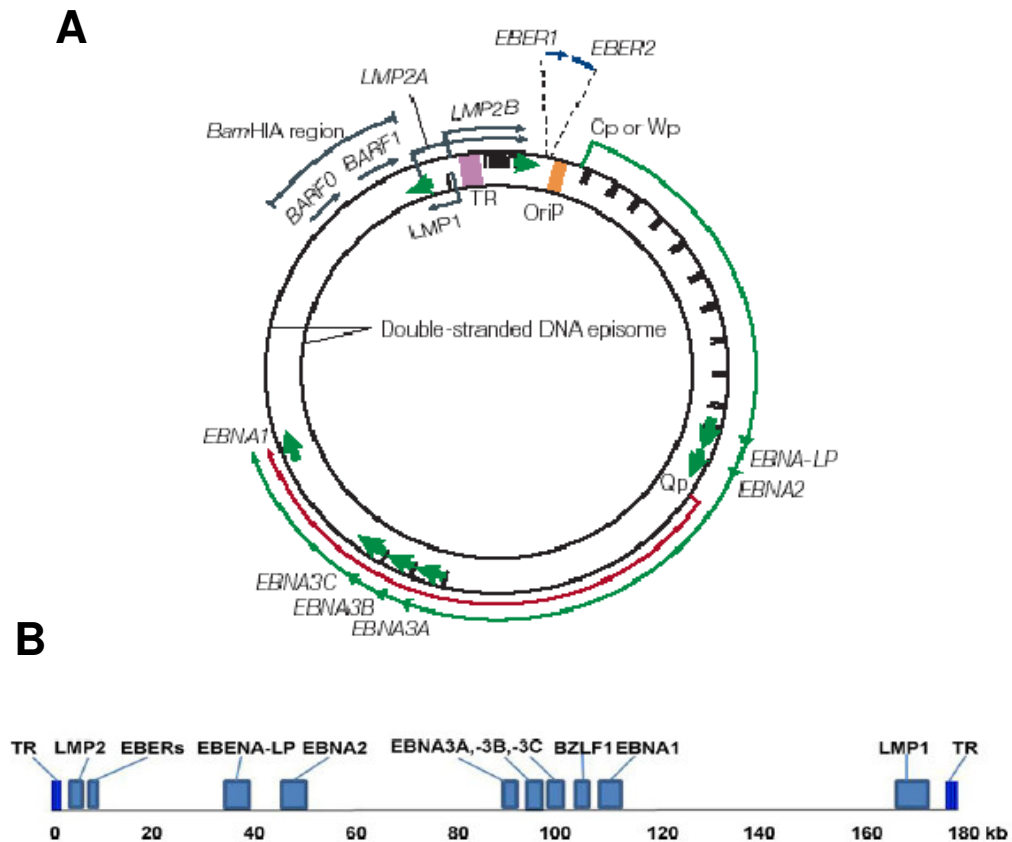 A
EBER1 EBER2
LMP2A
LMP2B
BamHIA region
BARF1
Cp or Wp
BARF0
TR
OriP
LMP1
Double-stranded DNA episome
EBNA1
EBNA-LP
Qp
EBNA2
EBNA3C
EBNA3B
EBNA3A
B
TR LMP2 EBERs EBENA-LP EBNA2 EBNA3A,-3B,-3C BZLF1 EBNA1 LMP1 TR
0 20 40 60 80 100 120 140 160 180 kb